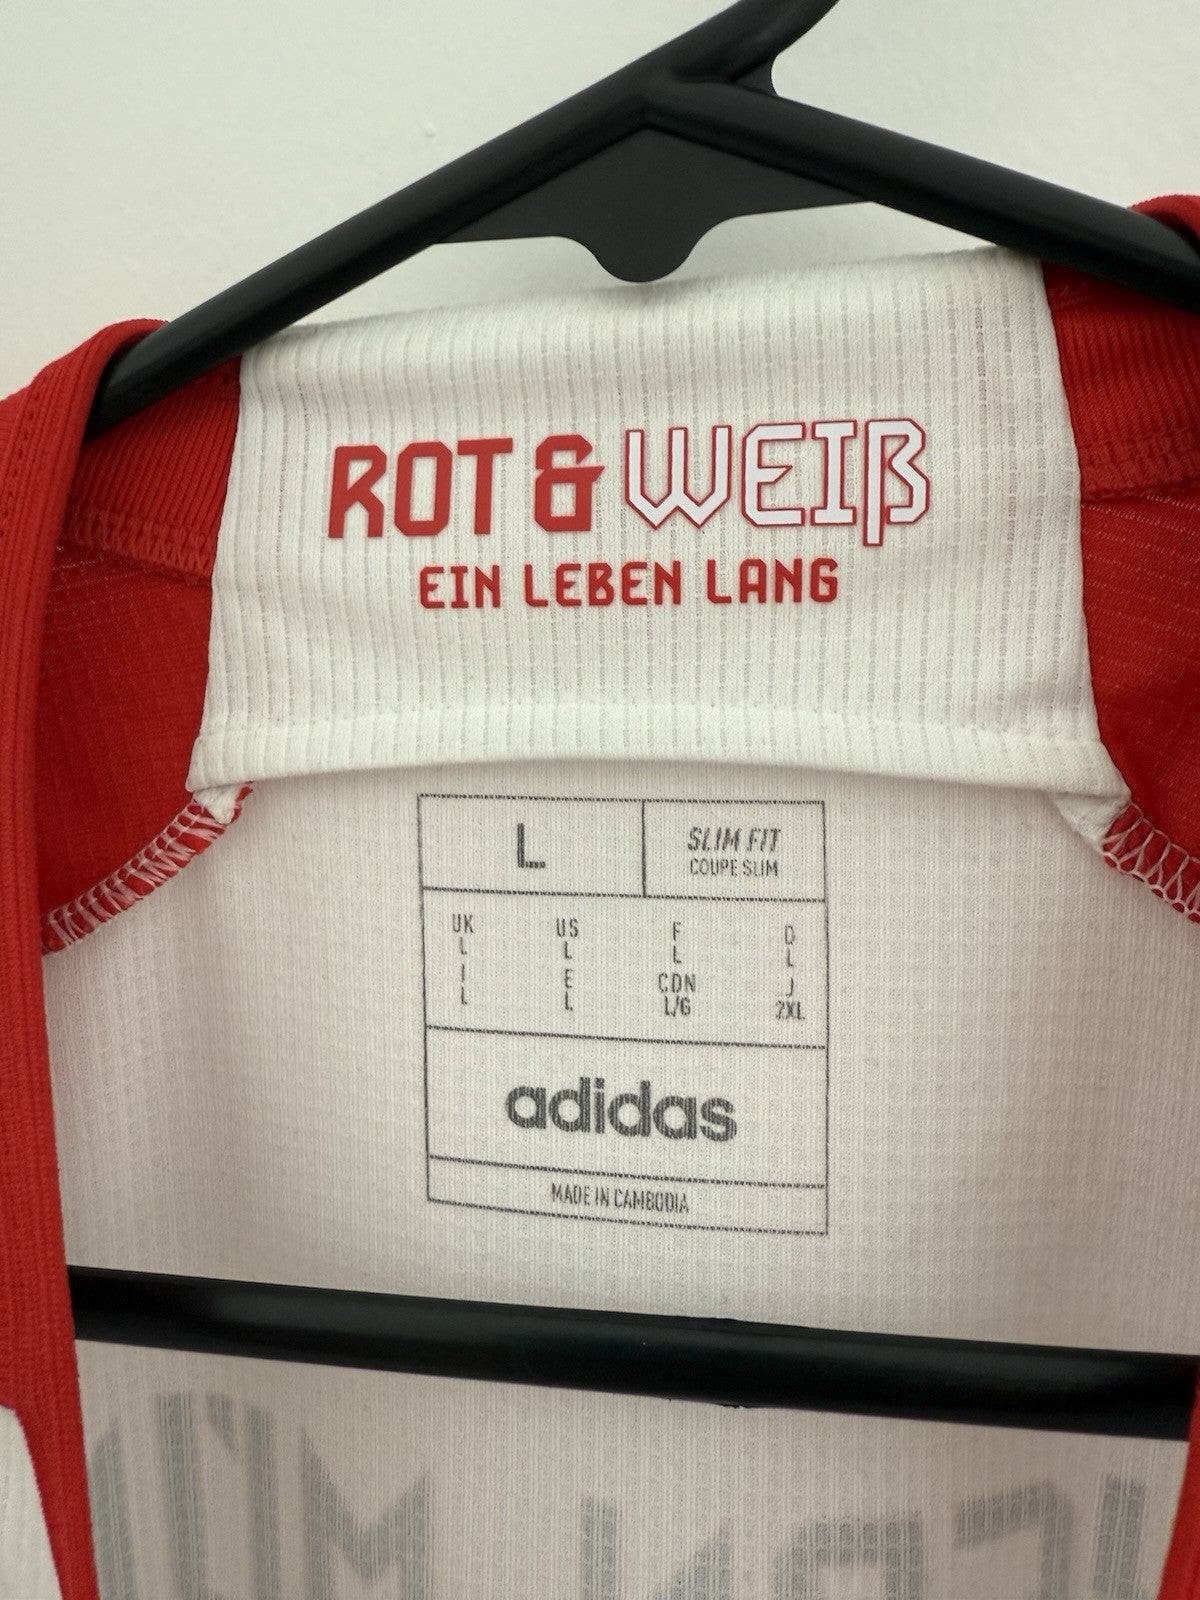 ROT & WEIẞ
EIN LEBEN LANG
L
SLIM FIT
COUPE SLIM
UK US F D
L L L L
I E CDN J
L L L/G 2XL
adidas
MADE IN CAMBODIA